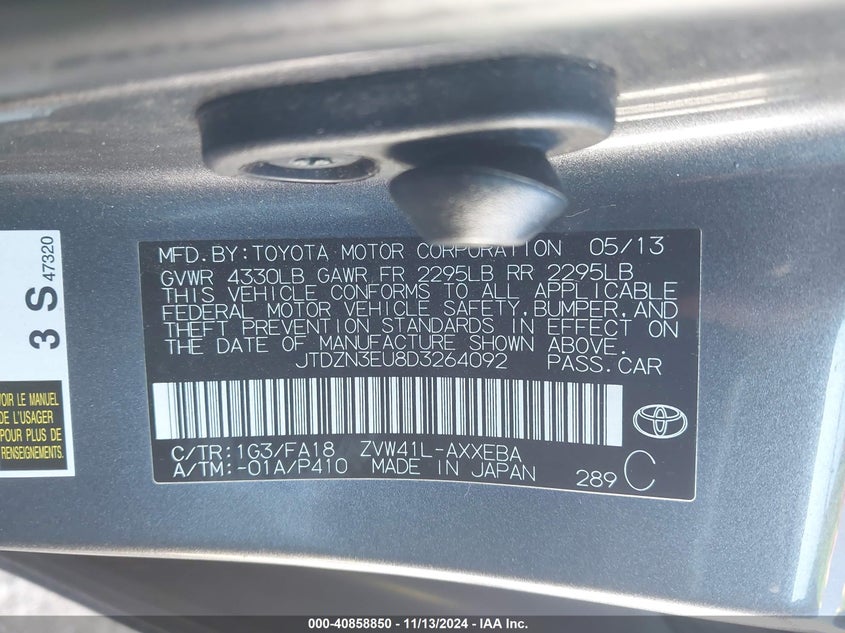 MFD.BY:TOYOTA MOTOR CORPORATION 05/13
GVWR 4330LB GAWR FR 2295LB RR 2295LB
THIS VEHICLE CONFORMS TO ALL APPLICABLE
FEDERAL MOTOR VEHICLE SAFETY,BUMPER,AND
THEFT PREVENTION STANDARDS IN EFFECT ON
THE DATE OF MANUFACTURE SHOWN ABOVE.
JTDZN3EU8D3264092 PASS.CAR
C/TR:1G3/FA18 ZVW41L-AXXEBA
A/TM:-01A/P410 MADE IN JAPAN 289 C
TOYOTA
3 S 47320
VOIR LE MANUEL
DE L'USAGER
POUR PLUS DE
RENSEIGNEMENTS
000-40858850 - 11/13/2024 - IAA Inc.